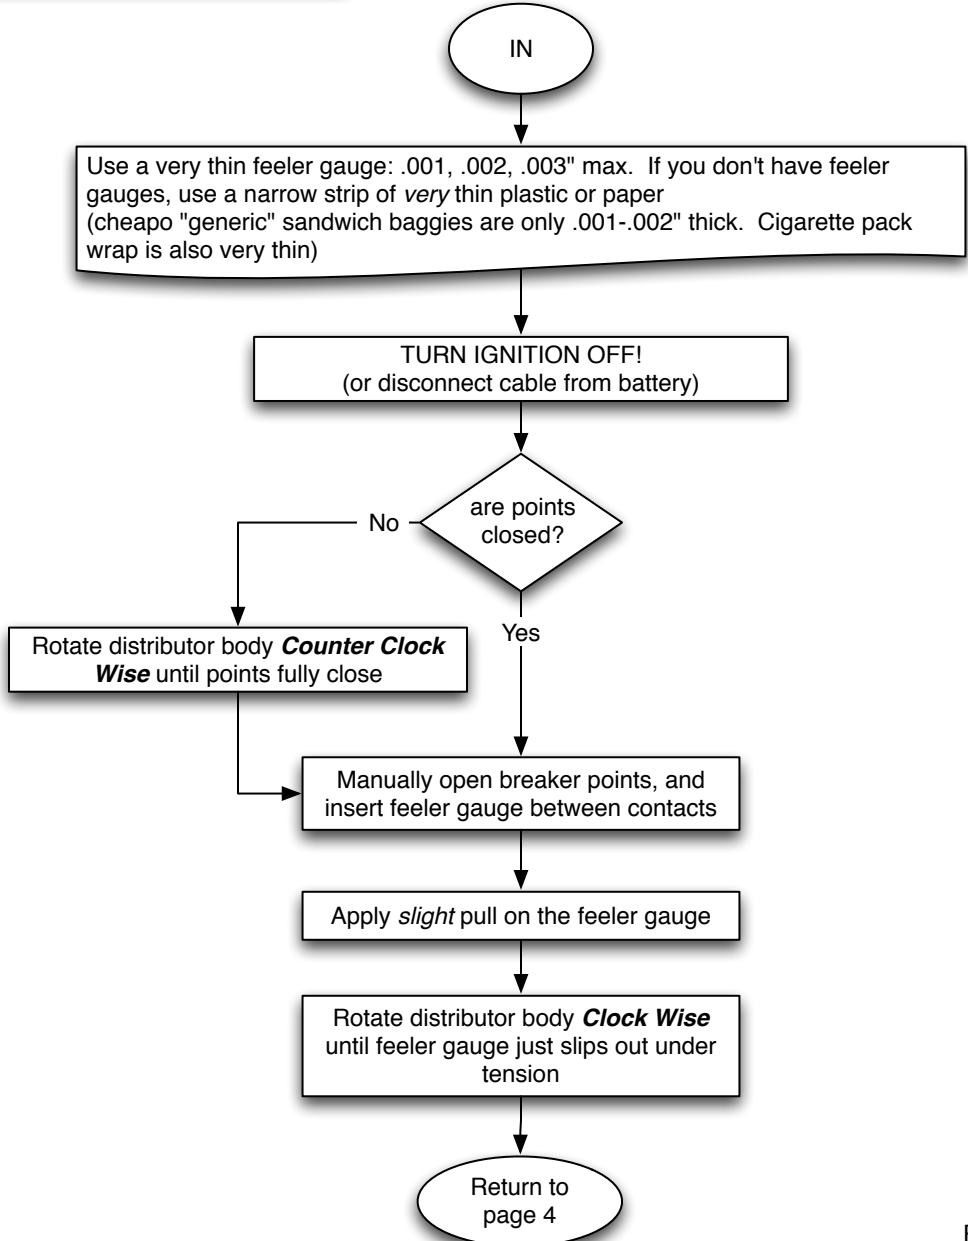 IN
Use a very thin feeler gauge: .001, .002, .003" max.  If you don't have feeler
gauges, use a narrow strip of very thin plastic or paper
(cheapo "generic" sandwich baggies are only .001-.002" thick.  Cigarette pack
wrap is also very thin)
TURN IGNITION OFF!
(or disconnect cable from battery)
are points
closed?
No
Yes
Rotate distributor body Counter Clock
Wise until points fully close
Manually open breaker points, and
insert feeler gauge between contacts
Apply slight pull on the feeler gauge
Rotate distributor body Clock Wise
until feeler gauge just slips out under
tension
Return to
page 4